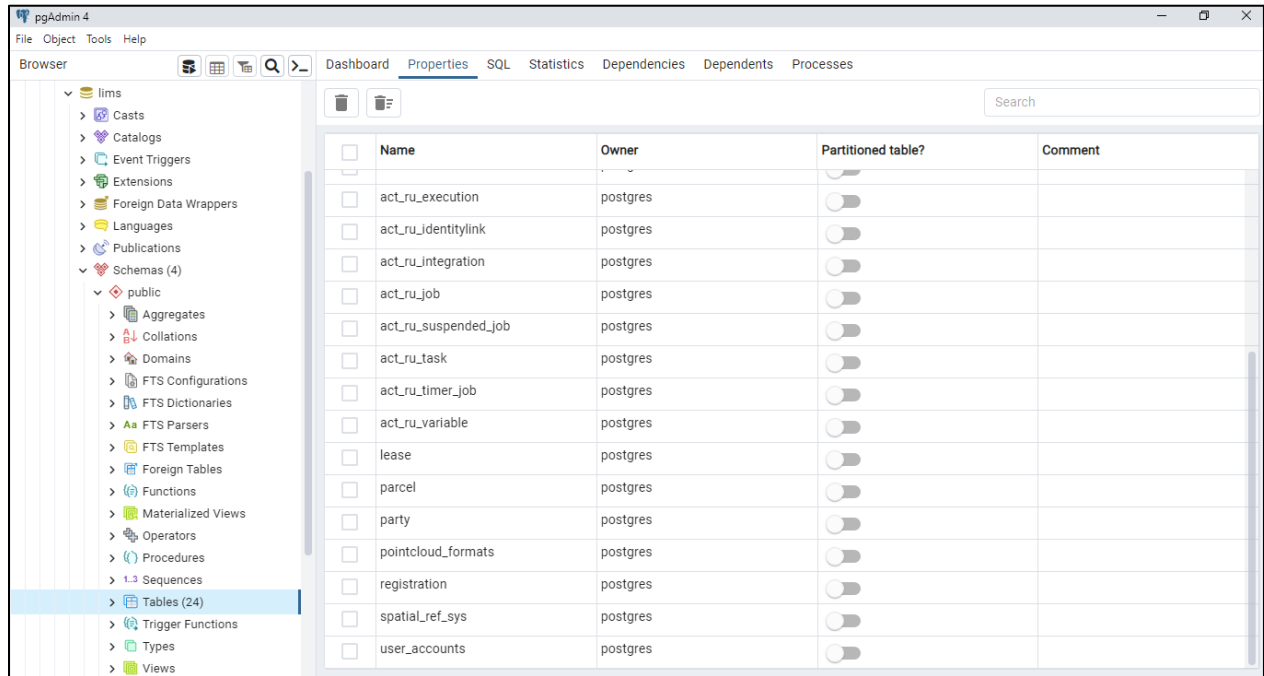 pgAdmin 4
File Object Tools Help
Browser
Dashboard Properties SQL Statistics Dependencies Dependents Processes
lims
Casts
Catalogs
Event Triggers
Extensions
Foreign Data Wrappers
Languages
Publications
Schemas (4)
public
Aggregates
Collations
Domains
FTS Configurations
FTS Dictionaries
Aa FTS Parsers
FTS Templates
Foreign Tables
Functions
Materialized Views
Operators
Procedures
1..3 Sequences
Tables (24)
Trigger Functions
Types
Views
Search
Name Owner Partitioned table? Comment
act_ru_execution postgres
act_ru_identitylink postgres
act_ru_integration postgres
act_ru_job postgres
act_ru_suspended_job postgres
act_ru_task postgres
act_ru_timer_job postgres
act_ru_variable postgres
lease postgres
parcel postgres
party postgres
pointcloud_formats postgres
registration postgres
spatial_ref_sys postgres
user_accounts postgres